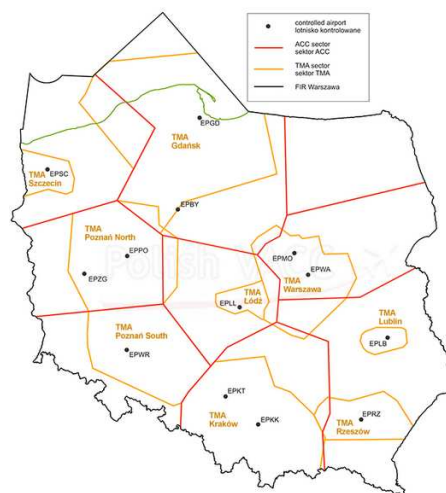 controlled airport
lotnisko kontrolowane
ACC sector
sektor ACC
TMA sector
sektor TMA
FIR Warszawa
EPGD
TMA
Gdańsk
EPSC
TMA
Szczecin
EPBY
TMA
Poznań North
EPPO
EPZG
EPMO
EPWA
TMA
Warszawa
TMA
Łódź
EPLL
TMA
Lublin
EPLB
TMA
Poznań South
EPWR
EPKT
TMA
Kraków
EPKK
EPRZ
TMA
Rzeszów
Polish